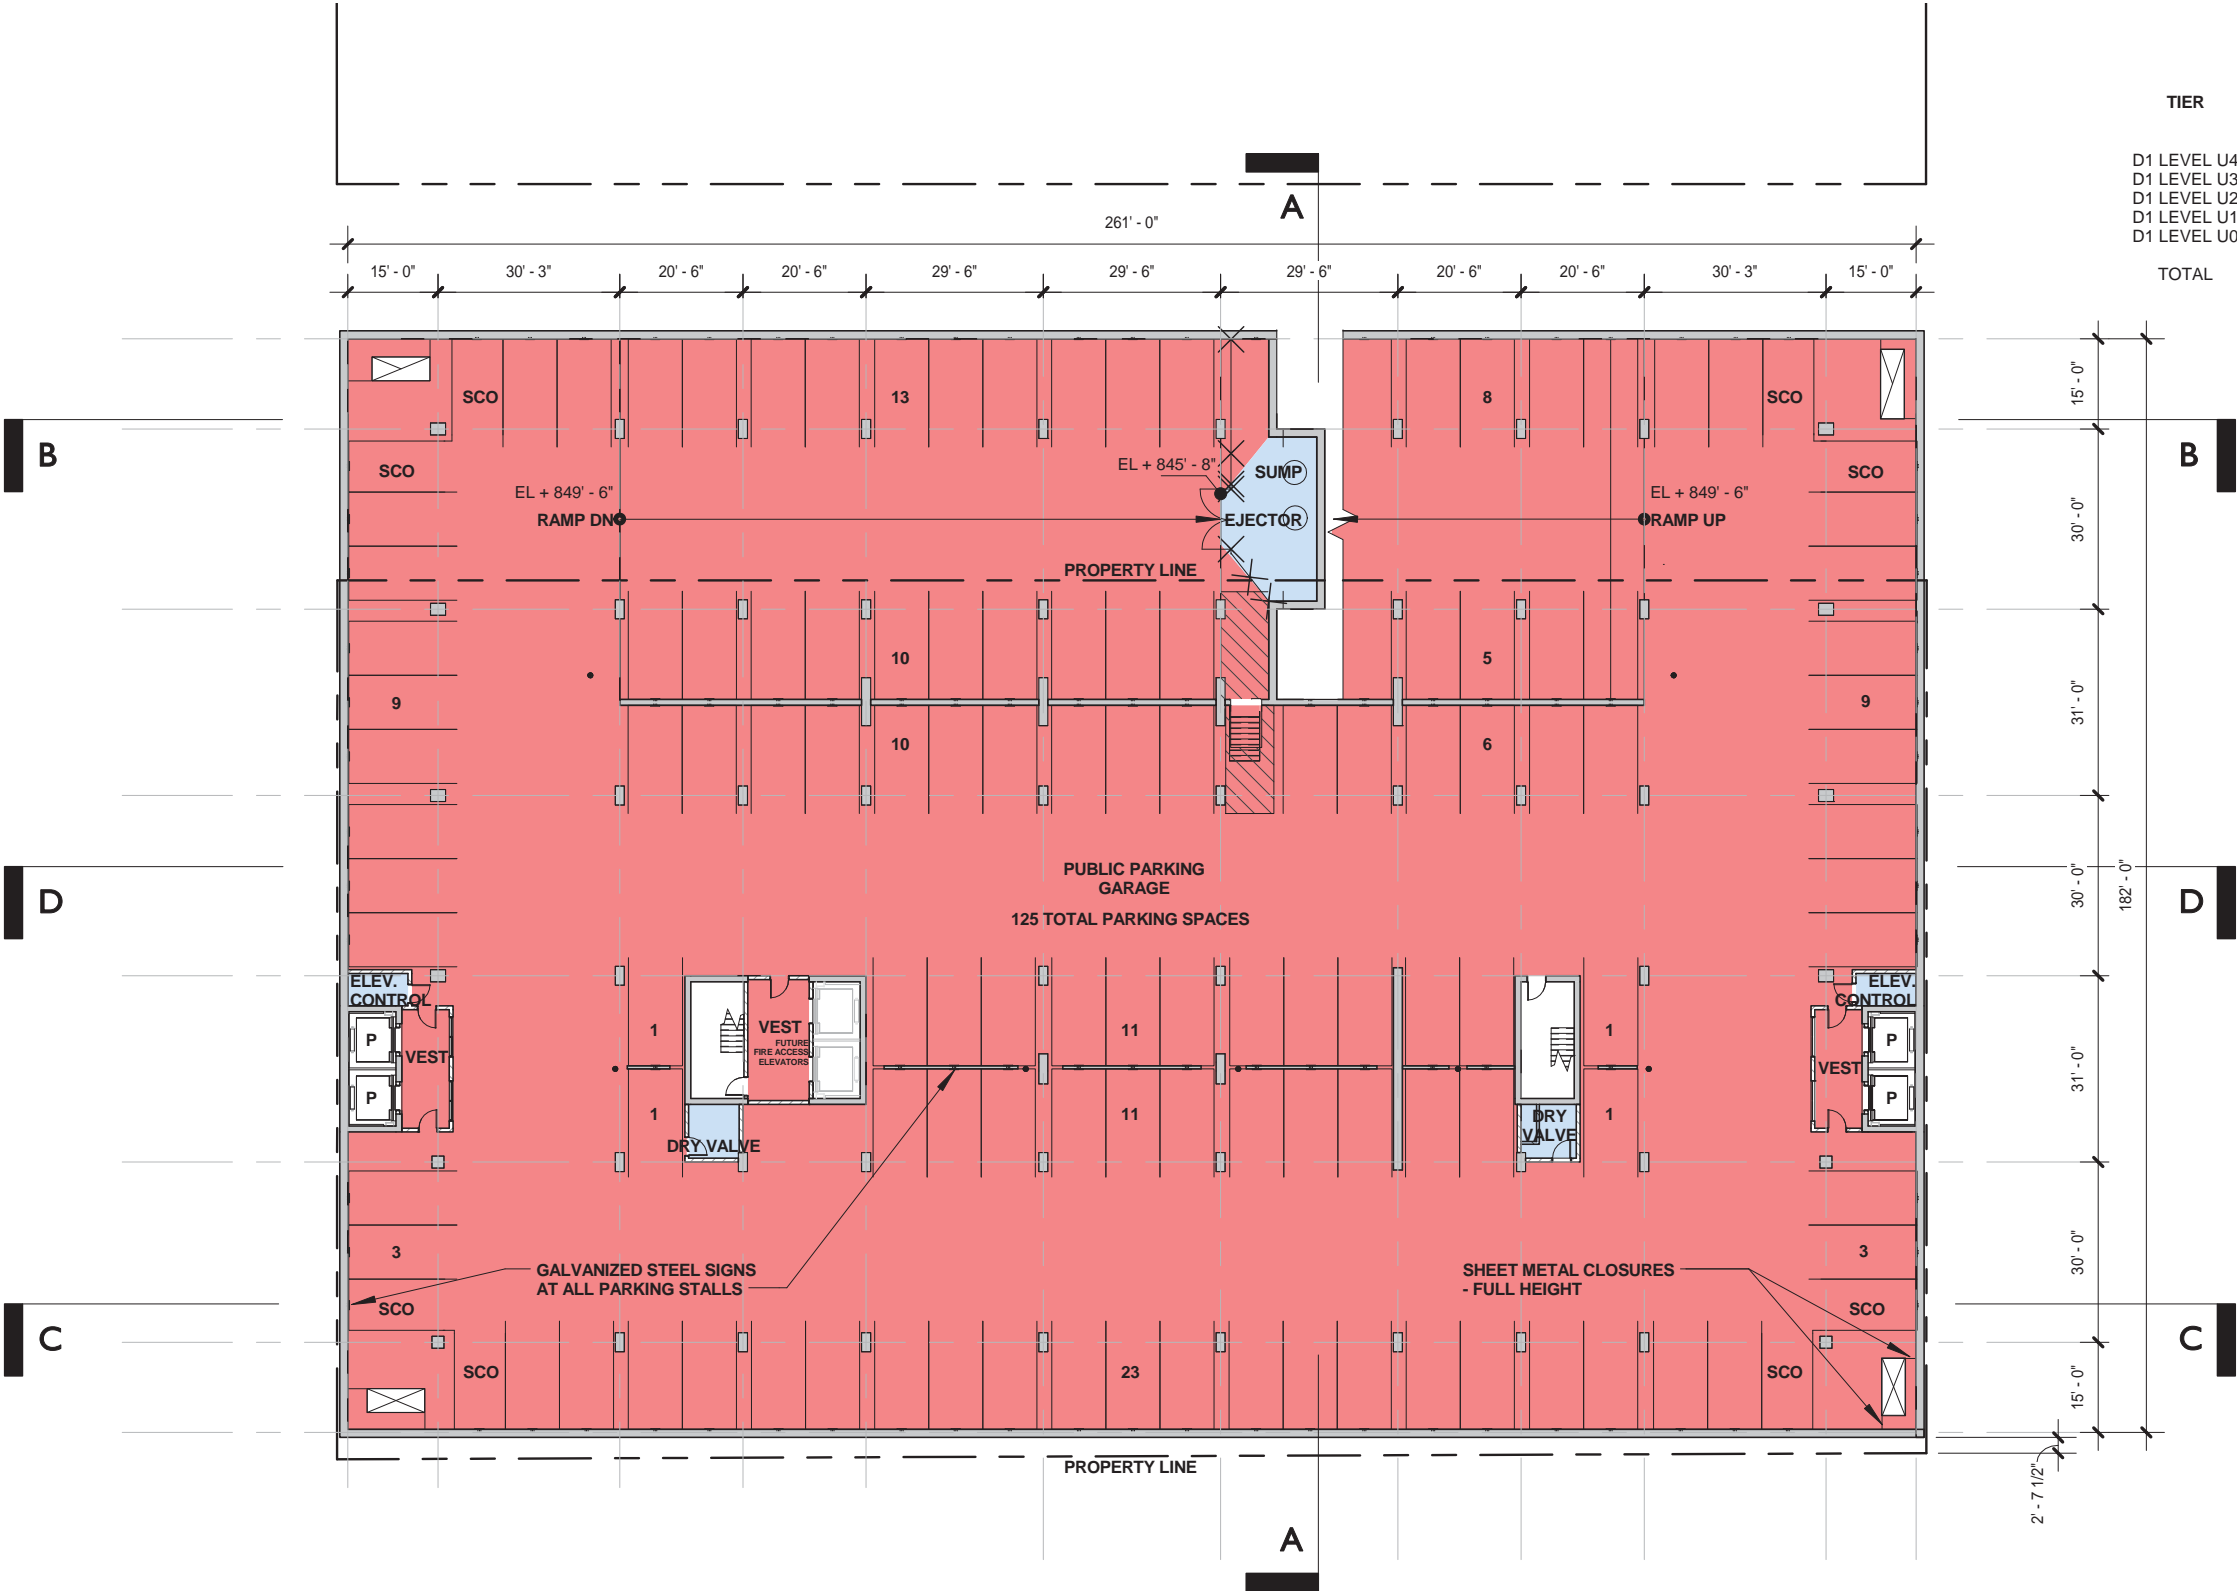 TIER
D1 LEVEL U4
D1 LEVEL U3
D1 LEVEL U2
D1 LEVEL U1
D1 LEVEL U0
TOTAL
A
261' - 0"
15' - 0"
30' - 3"
20' - 6"
20' - 6"
29' - 6"
29' - 6"
29' - 6"
20' - 6"
20' - 6"
30' - 3"
15' - 0"
SCO
13
8
SCO
15' - 0"
B
B
SCO
EL + 845' - 8"
SUMP
SCO
EL + 849' - 6"
EL + 849' - 6"
RAMP DN
EJECTOR
RAMP UP
30' - 0"
PROPERTY LINE
10
5
9
9
31' - 0"
10
6
PUBLIC PARKING
GARAGE
125 TOTAL PARKING SPACES
D
D
30' - 0"
182' - 0"
ELEV.
CONTROL
ELEV.
CONTROL
P
VEST
P
1
VEST
FUTURE
FIRE ACCESS
ELEVATORS
11
1
VEST
P
P
31' - 0"
1
DRY VALVE
11
DRY
VALVE
1
3
3
GALVANIZED STEEL SIGNS
AT ALL PARKING STALLS
SHEET METAL CLOSURES
- FULL HEIGHT
30' - 0"
SCO
SCO
C
C
SCO
23
SCO
15' - 0"
PROPERTY LINE
2' - 7 1/2"
A